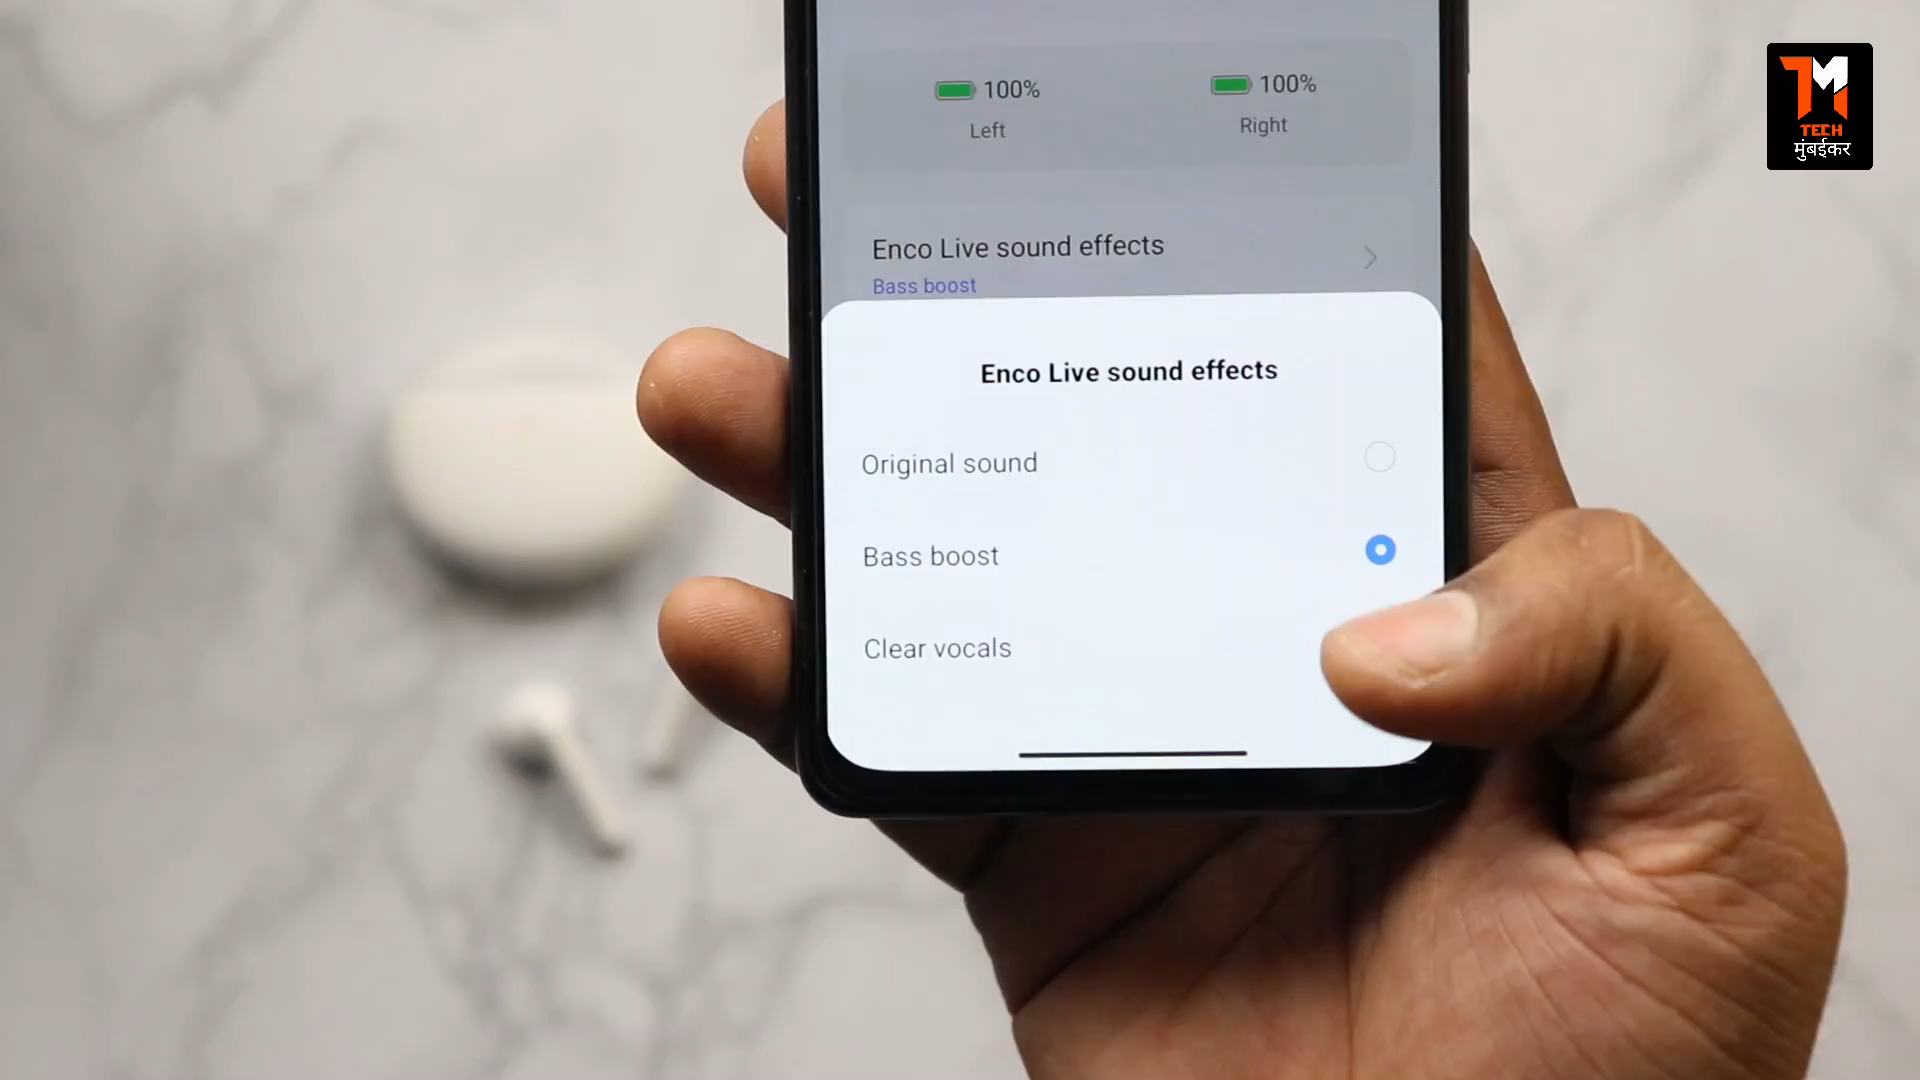 100%
100%
Left
Right
Enco Live sound effects
Bass boost
Enco Live sound effects
Original sound
Bass boost
Clear vocals
TM
TECH
मुंबईकर